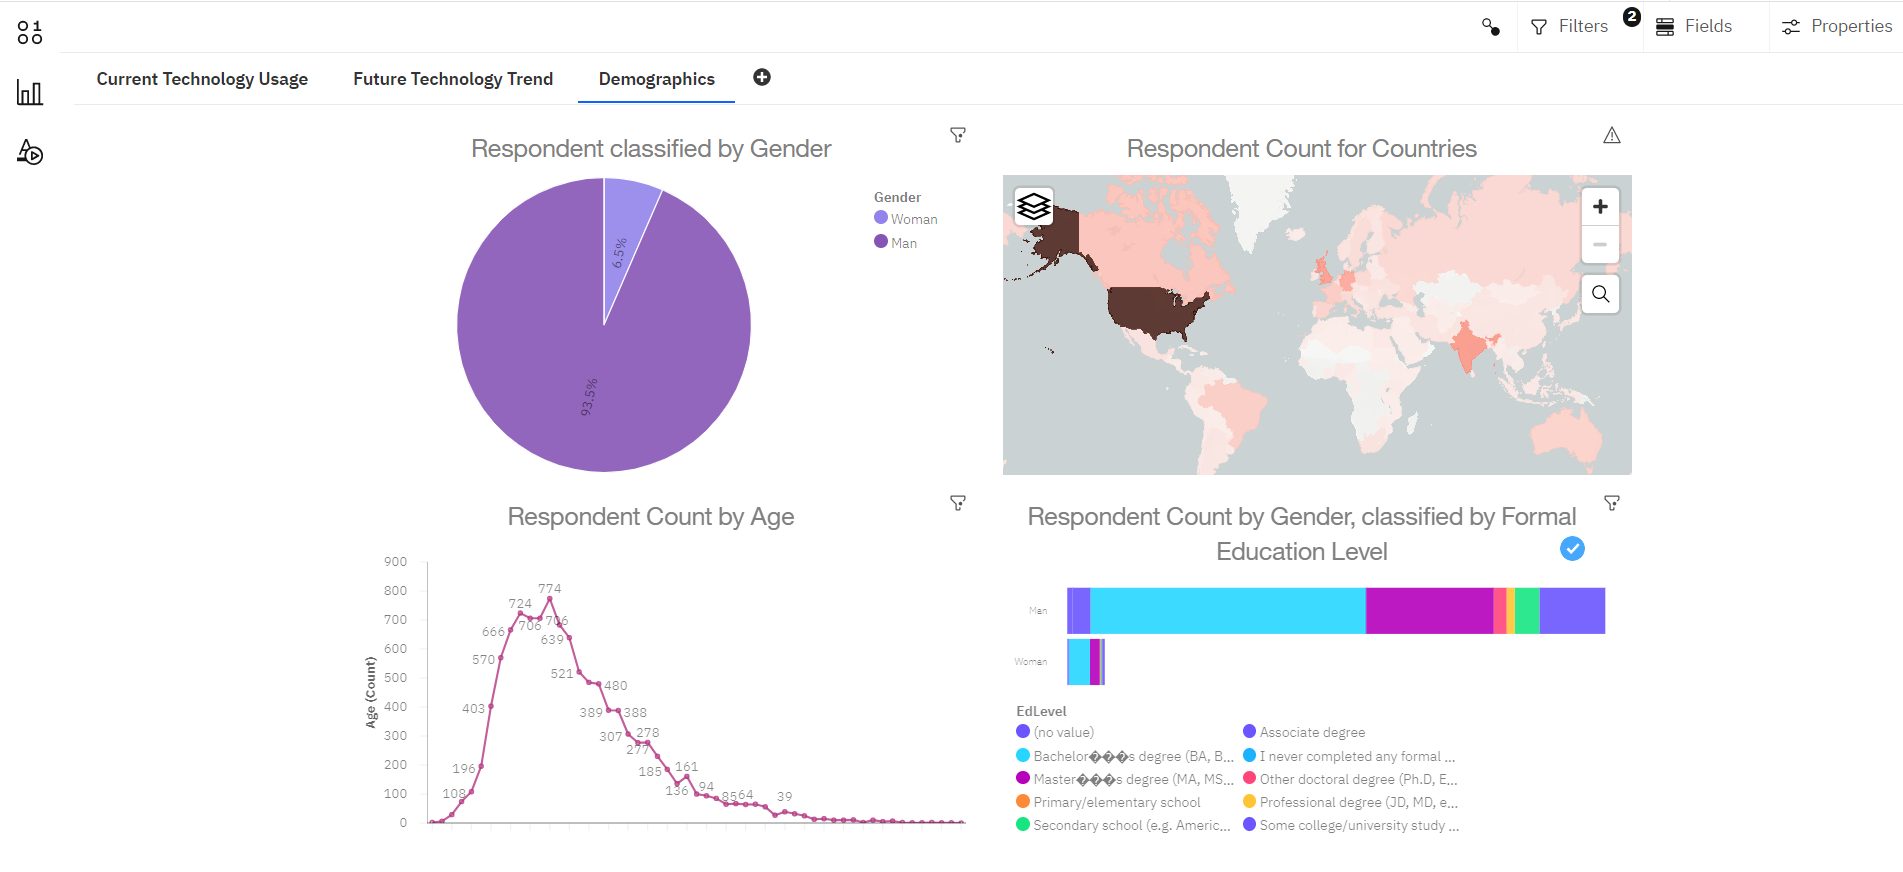 Filters
2
Fields
Properties
Current Technology Usage
Future Technology Trend
Demographics
Respondent classified by Gender
Gender
Woman
Man
6.5%
93.5%
Respondent Count for Countries
Respondent Count by Age
Age (Count)
900
800
700
600
500
400
300
200
100
0
108
196
403
570
666
724
706
774
706
639
521
480
389
388
307
277
278
185
136
161
94
85
64
39
Respondent Count by Gender, classified by Formal
Education Level
Man
Woman
EdLevel
(no value)
Associate degree
Bachelor���s degree (BA, B...
I never completed any formal ...
Master���s degree (MA, MS...
Other doctoral degree (Ph.D, E...
Primary/elementary school
Professional degree (JD, MD, e...
Secondary school (e.g. Americ...
Some college/university study ...